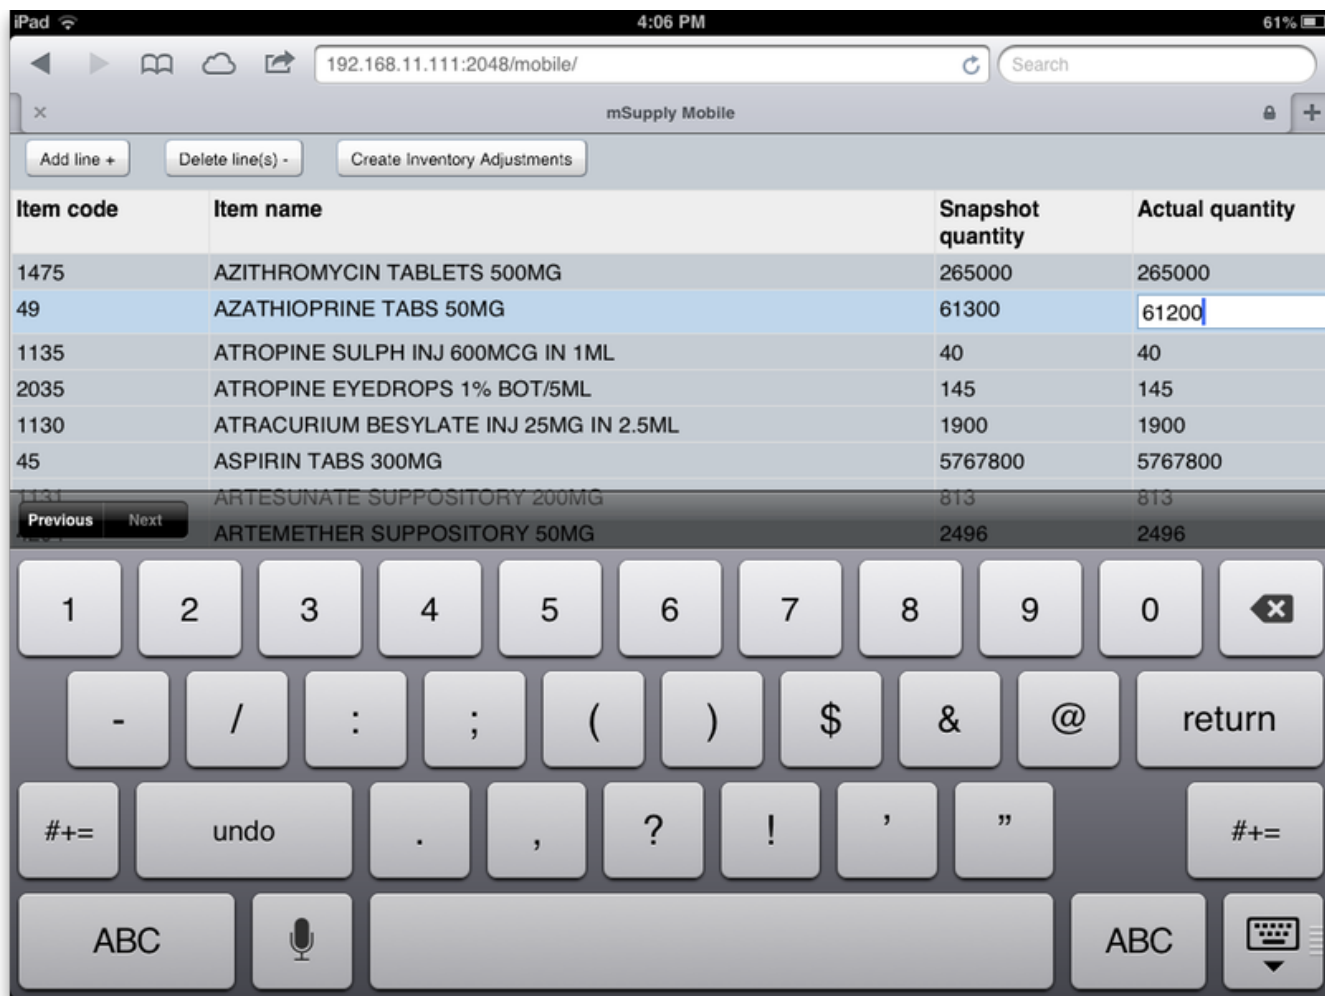 iPad 4:06 PM 61%
192.168.11.111:2048/mobile/ Search
mSupply Mobile
Add line + Delete line(s) - Create Inventory Adjustments
Item code Item name Snapshot quantity Actual quantity
1475 AZITHROMYCIN TABLETS 500MG 265000 265000
49 AZATHIOPRINE TABS 50MG 61300 61200
1135 ATROPINE SULPH INJ 600MCG IN 1ML 40 40
2035 ATROPINE EYEDROPS 1% BOT/5ML 145 145
1130 ATRACURIUM BESYLATE INJ 25MG IN 2.5ML 1900 1900
45 ASPIRIN TABS 300MG 5767800 5767800
1131 ARTESUNATE SUPPOSITORY 200MG 813 813
Previous Next
ARTEMETHER SUPPOSITORY 50MG 2496 2496
1 2 3 4 5 6 7 8 9 0
- / : ; ( ) $ & @ return
#+= undo . , ? ! ’ ” #+=
ABC ABC